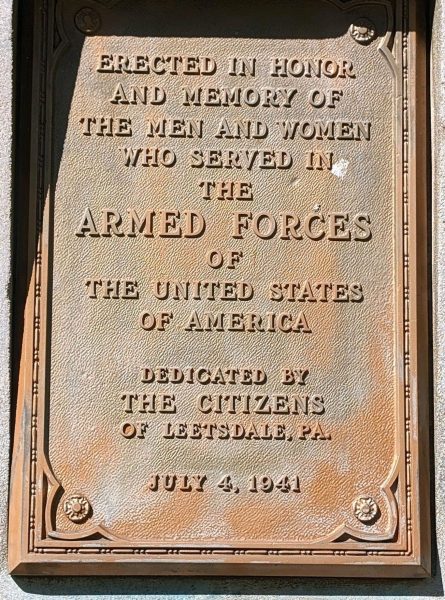 ERECTED IN HONOR
AND MEMORY OF
THE MEN AND WOMEN
WHO SERVED IN
THE
ARMED FORCES
OF
THE UNITED STATES
OF AMERICA
DEDICATED BY
THE CITIZENS
OF LEETSDALE, PA.
JULY 4, 1941